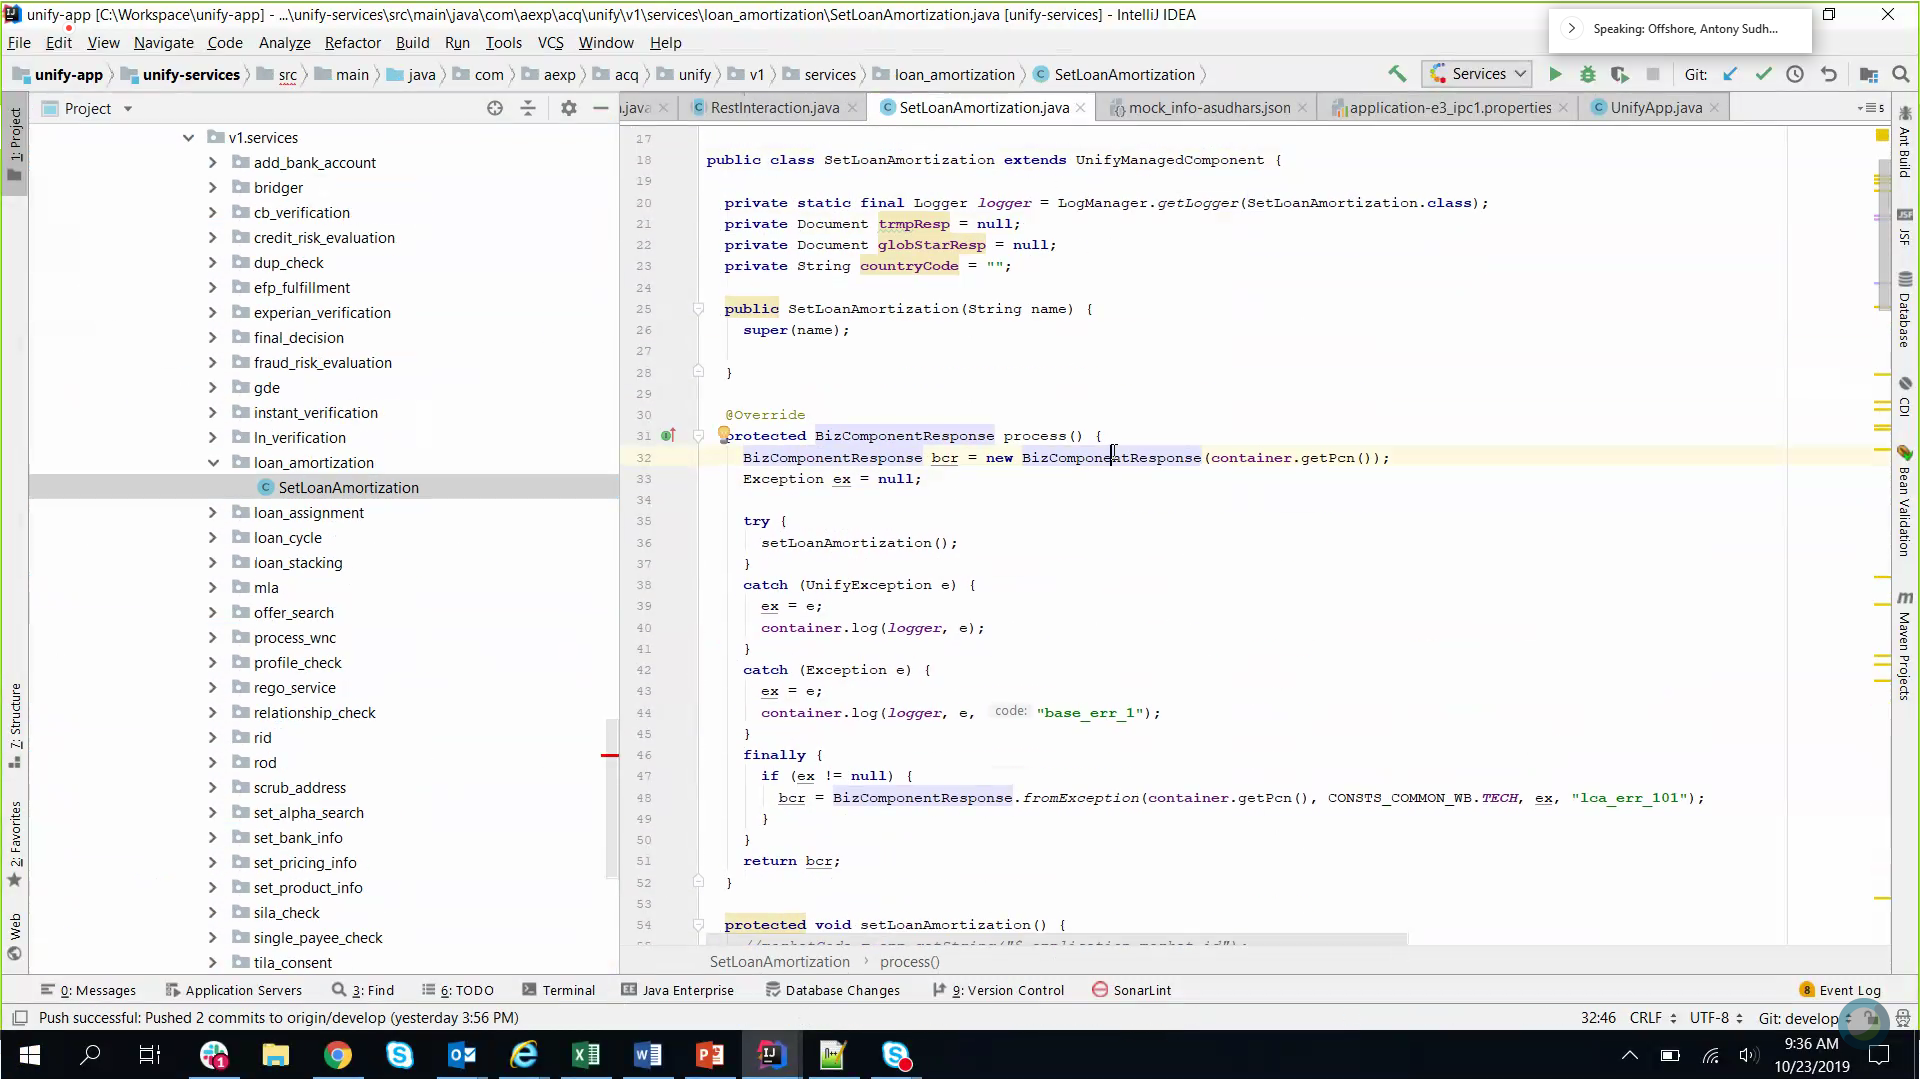 unify-app [C:\Workspace\unify-app] - ...\unify-services\src\main\java\com\aexp\acq\unify\v1\services\loan_amortization\SetLoanAmortization.java [unify-services] - IntelliJ IDEA
Speaking: Offshore, Antony Sudh...
File Edit View Navigate Code Analyze Refactor Build Run Tools VCS Window Help
unify-app unify-services src main java com aexp acq unify v1 services loan_amortization SetLoanAmortization Services Git:
Project
n.java RestInteraction.java SetLoanAmortization.java mock_info-asudhars.json application-e3_ipc1.properties UnifyApp.java 5
1: Project
7: Structure
2: Favorites
Web
v1.services
add_bank_account
bridger
cb_verification
credit_risk_evaluation
dup_check
efp_fulfillment
experian_verification
final_decision
fraud_risk_evaluation
gde
instant_verification
ln_verification
loan_amortization
SetLoanAmortization
loan_assignment
loan_cycle
loan_stacking
mla
offer_search
process_wnc
profile_check
rego_service
relationship_check
rid
rod
scrub_address
set_alpha_search
set_bank_info
set_pricing_info
set_product_info
sila_check
single_payee_check
tila_consent
17
18 public class SetLoanAmortization extends UnifyManagedComponent {
19
20 private static final Logger logger = LogManager.getLogger(SetLoanAmortization.class);
21 private Document trmpResp = null;
22 private Document globStarResp = null;
23 private String countryCode = "";
24
25 public SetLoanAmortization(String name) {
26 super(name);
27
28 }
29
30 @Override
31 protected BizComponentResponse process() {
32 BizComponentResponse bcr = new BizComponentResponse(container.getPcn());
33 Exception ex = null;
34
35 try {
36 setLoanAmortization();
37 }
38 catch (UnifyException e) {
39 ex = e;
40 container.log(logger, e);
41 }
42 catch (Exception e) {
43 ex = e;
44 container.log(logger, e, code: "base_err_1");
45 }
46 finally {
47 if (ex != null) {
48 bcr = BizComponentResponse.fromException(container.getPcn(), CONSTS_COMMON_WB.TECH, ex, "lca_err_101");
49 }
50 }
51 return bcr;
52 }
53
54 protected void setLoanAmortization() {
SetLoanAmortization process()
Ant Build
JSF
Database
CDI
Bean Validation
Maven Projects
0: Messages Application Servers 3: Find 6: TODO Terminal Java Enterprise Database Changes 9: Version Control SonarLint 8 Event Log
Push successful: Pushed 2 commits to origin/develop (yesterday 3:56 PM) 32:46 CRLF UTF-8 Git: develop
9:36 AM
10/23/2019